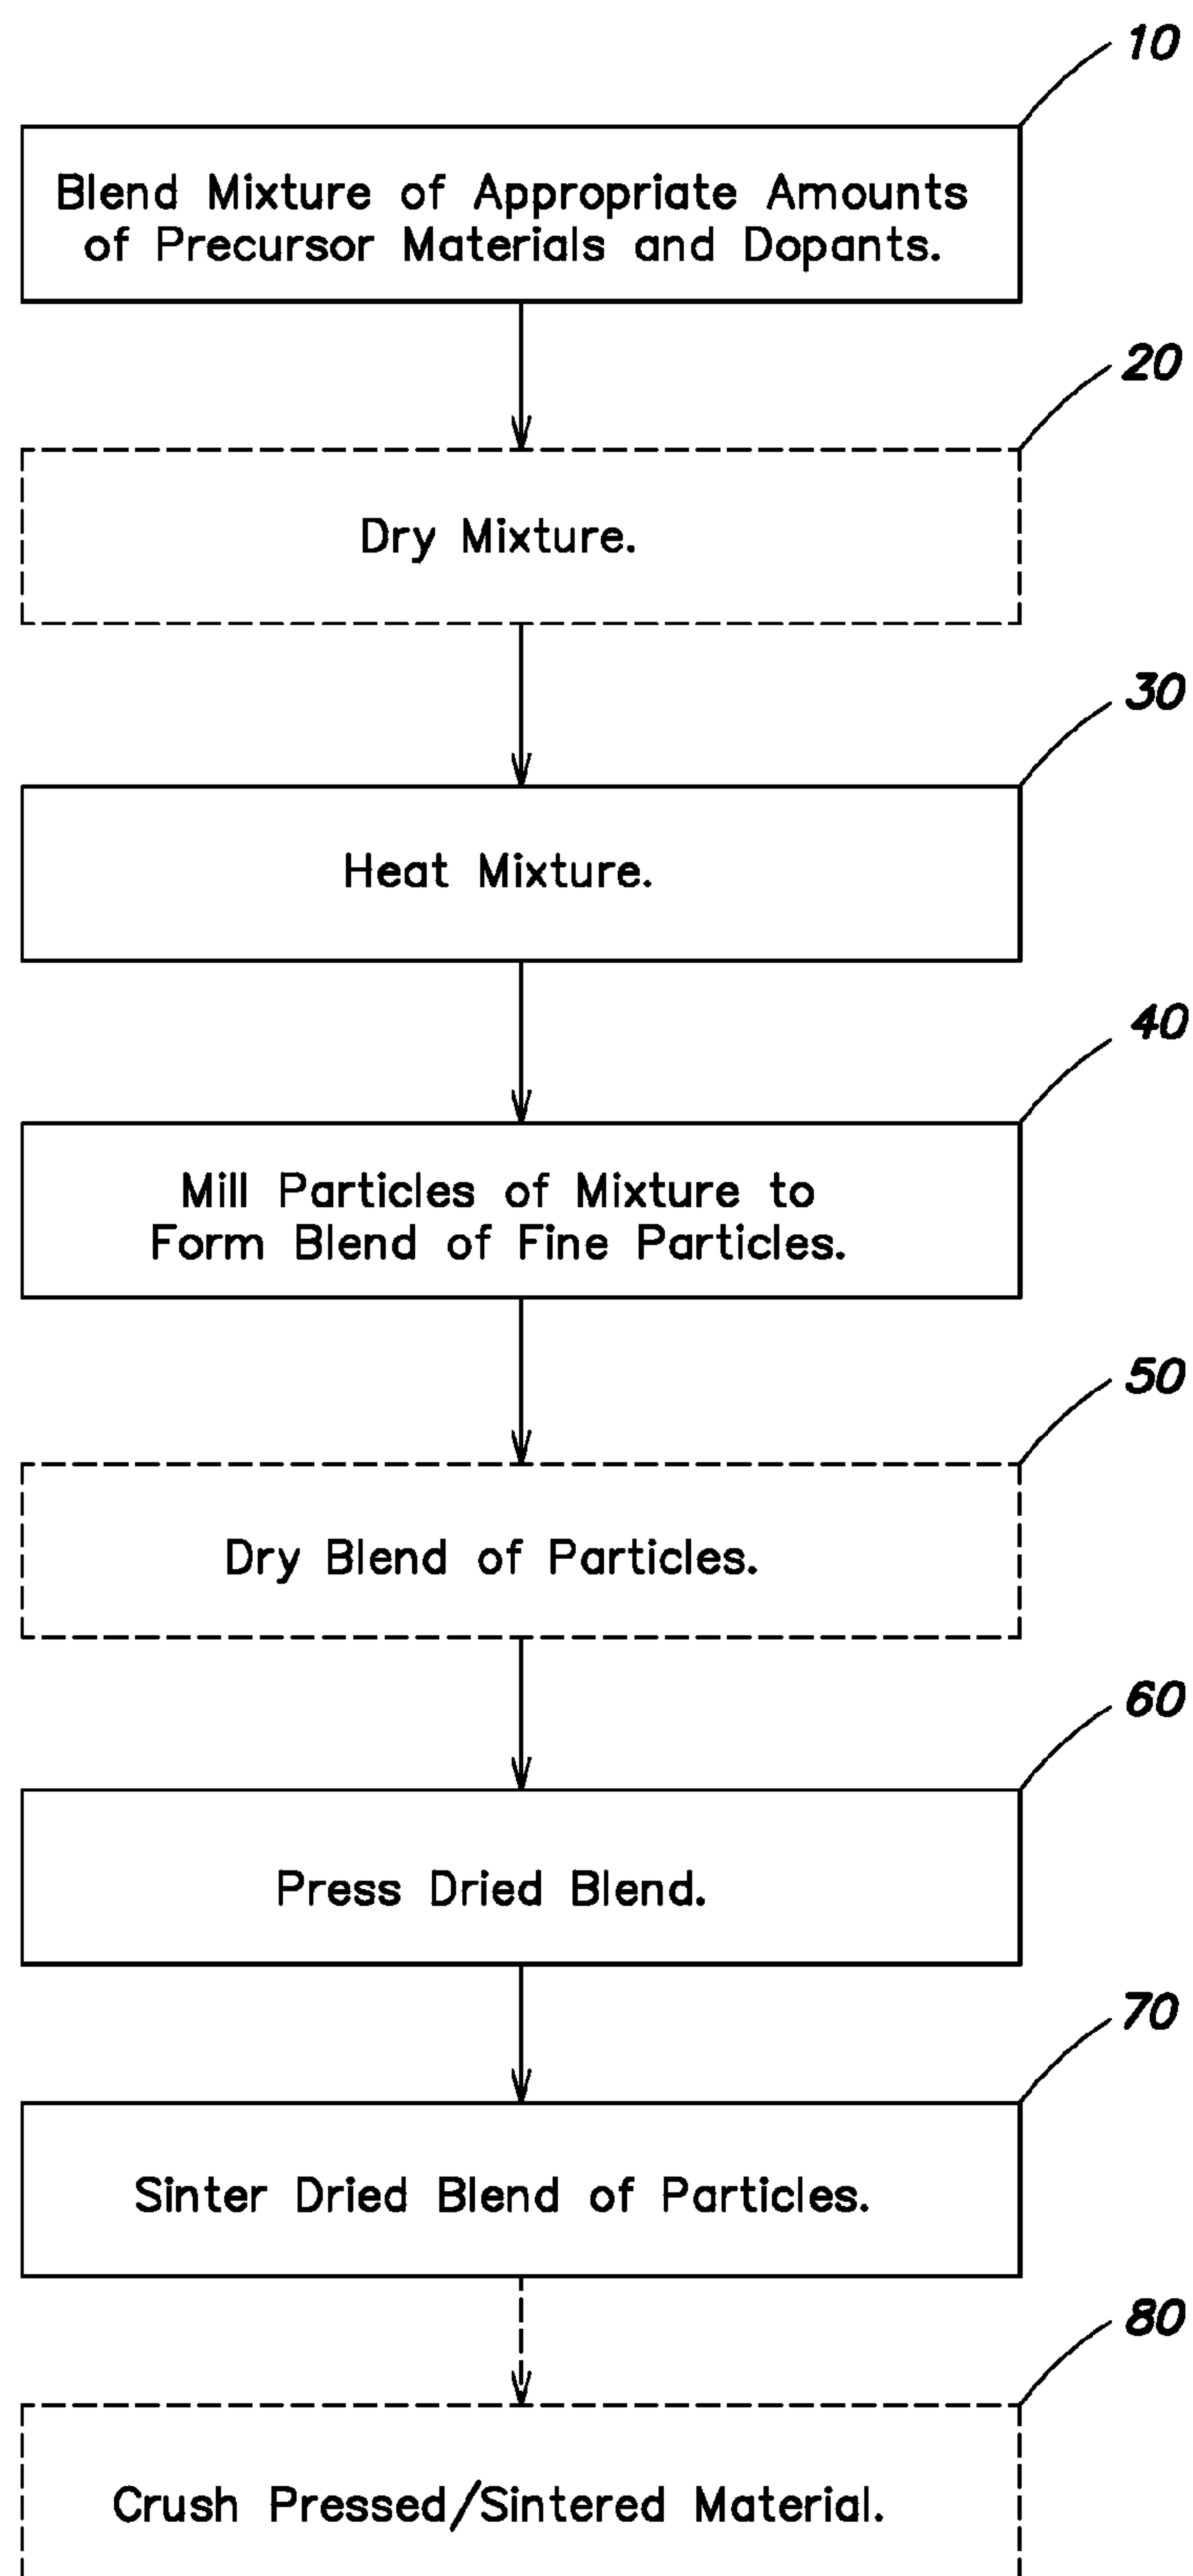 10
Blend Mixture of Appropriate Amounts
of Precursor Materials and Dopants.
20
Dry Mixture.
30
Heat Mixture.
40
Mill Particles of Mixture to
Form Blend of Fine Particles.
50
Dry Blend of Particles.
60
Press Dried Blend.
70
Sinter Dried Blend of Particles.
80
Crush Pressed/Sintered Material.